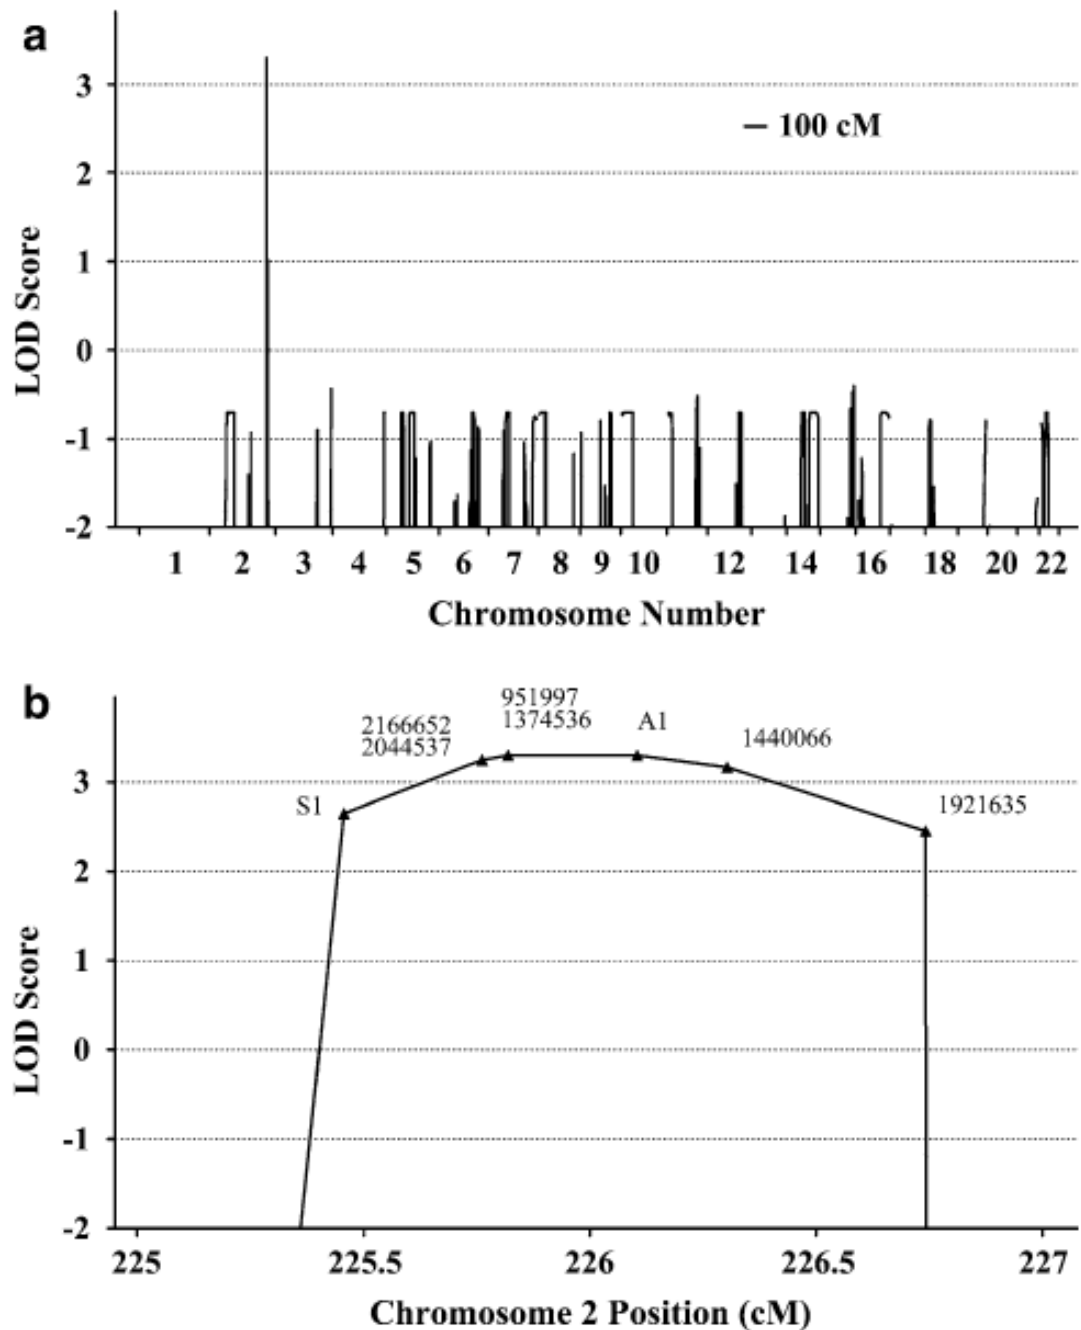 a
3
2
1
0
-1
-2
LOD Score
100 cM
1 2 3 4 5 6 7 8 9 10 12 14 16 18 20 22
Chromosome Number
b
951997
1374536
2166652
2044537
A1
1440066
S1
1921635
3
2
1
0
-1
-2
LOD Score
225 225.5 226 226.5 227
Chromosome 2 Position (cM)